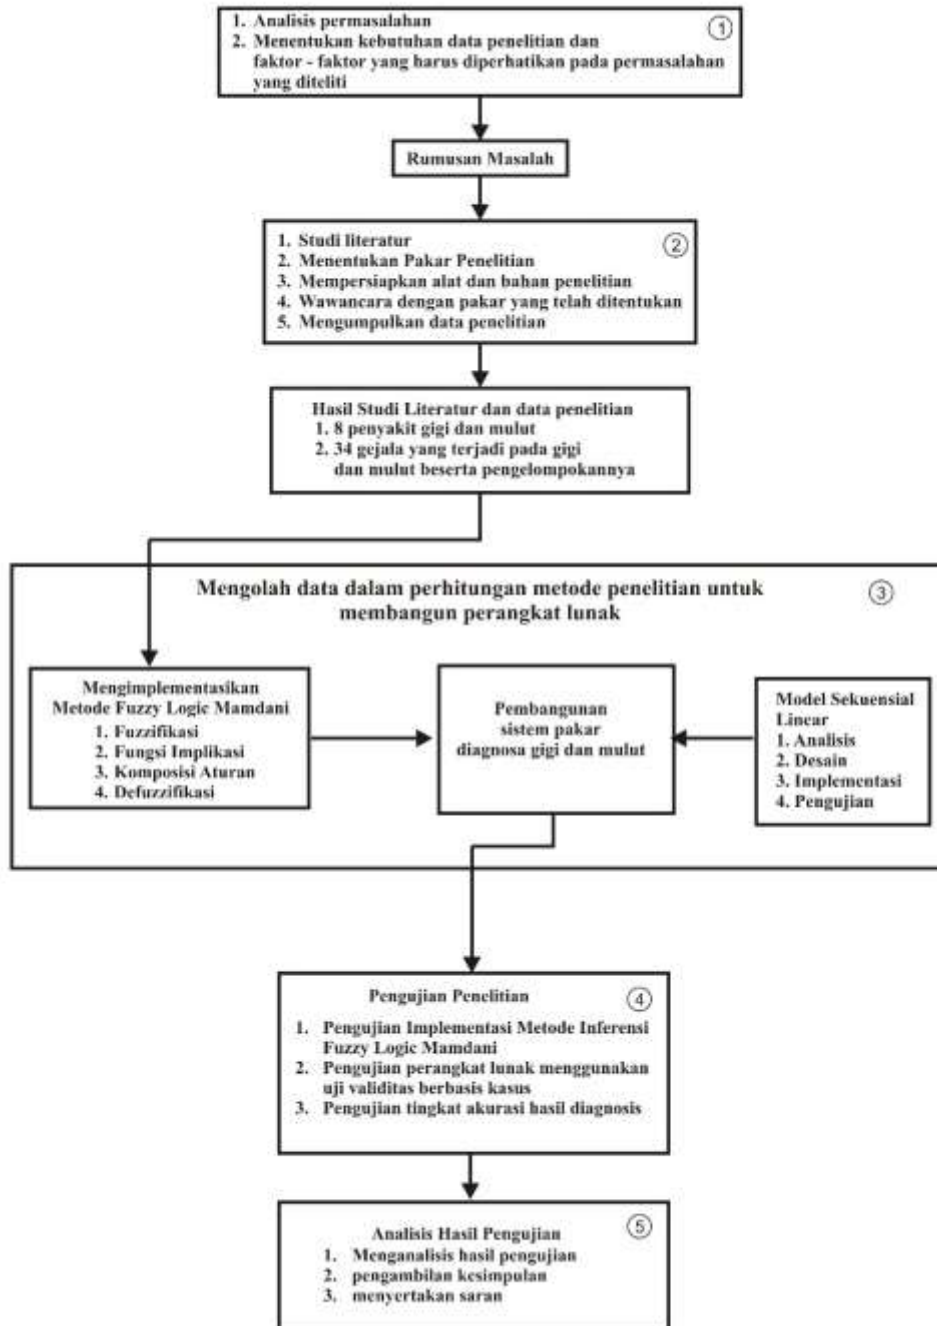 1. Analisis permasalahan
①
2. Menentukan kebutuhan data penelitian dan
faktor - faktor yang harus diperhatikan pada permasalahan
yang diteliti
Rumusan Masalah
1. Studi literatur
②
2. Menentukan Pakar Penelitian
3. Mempersiapkan alat dan bahan penelitian
4. Wawancara dengan pakar yang telah ditentukan
5. Mengumpulkan data penelitian
Hasil Studi Literatur dan data penelitian
1. 8 penyakit gigi dan mulut
2. 34 gejala yang terjadi pada gigi
dan mulut beserta pengelompokannya
Mengolah data dalam perhitungan metode penelitian untuk
membangun perangkat lunak
③
Mengimplementasikan
Metode Fuzzy Logic Mamdani
1. Fuzzifikasi
2. Fungsi Implikasi
3. Komposisi Aturan
4. Defuzzifikasi
Pembangunan
sistem pakar
diagnosa gigi dan mulut
Model Sekuensial
Linear
1. Analisis
2. Desain
3. Implementasi
4. Pengujian
Pengujian Penelitian
④
1. Pengujian Implementasi Metode Inferensi
Fuzzy Logic Mamdani
2. Pengujian perangkat lunak menggunakan
uji validitas berbasis kasus
3. Pengujian tingkat akurasi hasil diagnosis
Analisis Hasil Pengujian
⑤
1. Menganalisis hasil pengujian
2. pengambilan kesimpulan
3. menyertakan saran